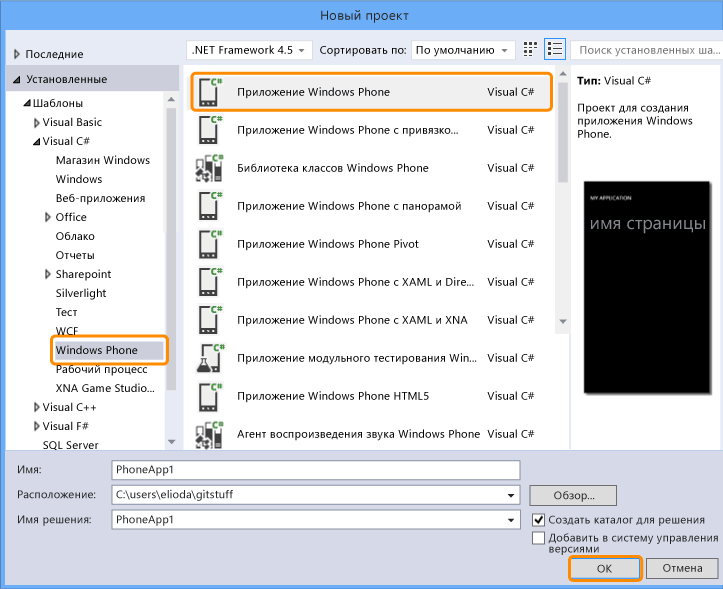 Новый проект
Последние
.NET Framework 4.5
Сортировать по:
По умолчанию
Поиск установленных ша...
Установленные
Шаблоны
Visual Basic
Visual C#
Магазин Windows
Windows
Веб-приложения
Office
Облако
Отчеты
Sharepoint
Silverlight
Тест
WCF
Windows Phone
Рабочий процесс
XNA Game Studio...
Visual C++
Visual F#
SQL Server
C# Приложение Windows Phone Visual C#
C# Приложение Windows Phone с привязко... Visual C#
C# Библиотека классов Windows Phone Visual C#
C# Приложение Windows Phone с панорамой Visual C#
C# Приложение Windows Phone Pivot Visual C#
C# Приложение Windows Phone с XAML и Dire... Visual C#
C# Приложение Windows Phone с XAML и XNA Visual C#
C# Приложение модульного тестирования Win... Visual C#
C# Приложение Windows Phone HTML5 Visual C#
C# Агент воспроизведения звука Windows Phone Visual C#
Тип: Visual C#
Проект для создания
приложения Windows
Phone.
MY APPLICATION
имя страницы
Имя: PhoneApp1
Расположение: C:\users\elioda\gitstuff
Обзор...
Имя решения: PhoneApp1
Создать каталог для решения
Добавить в систему управления
версиями
OK
Отмена